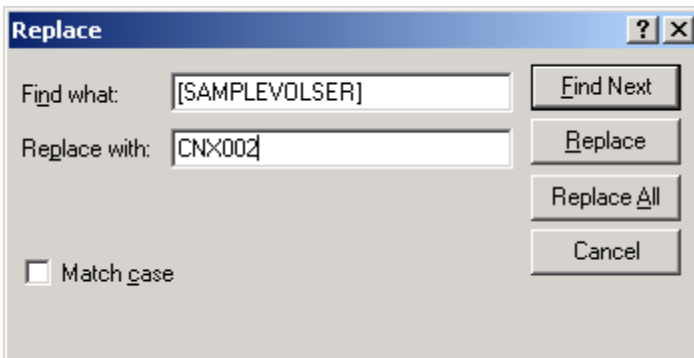 Replace
Find what: [SAMPLEVOLSER] Find Next
Replace with: CNX002 Replace
Replace All
Cancel
Match case